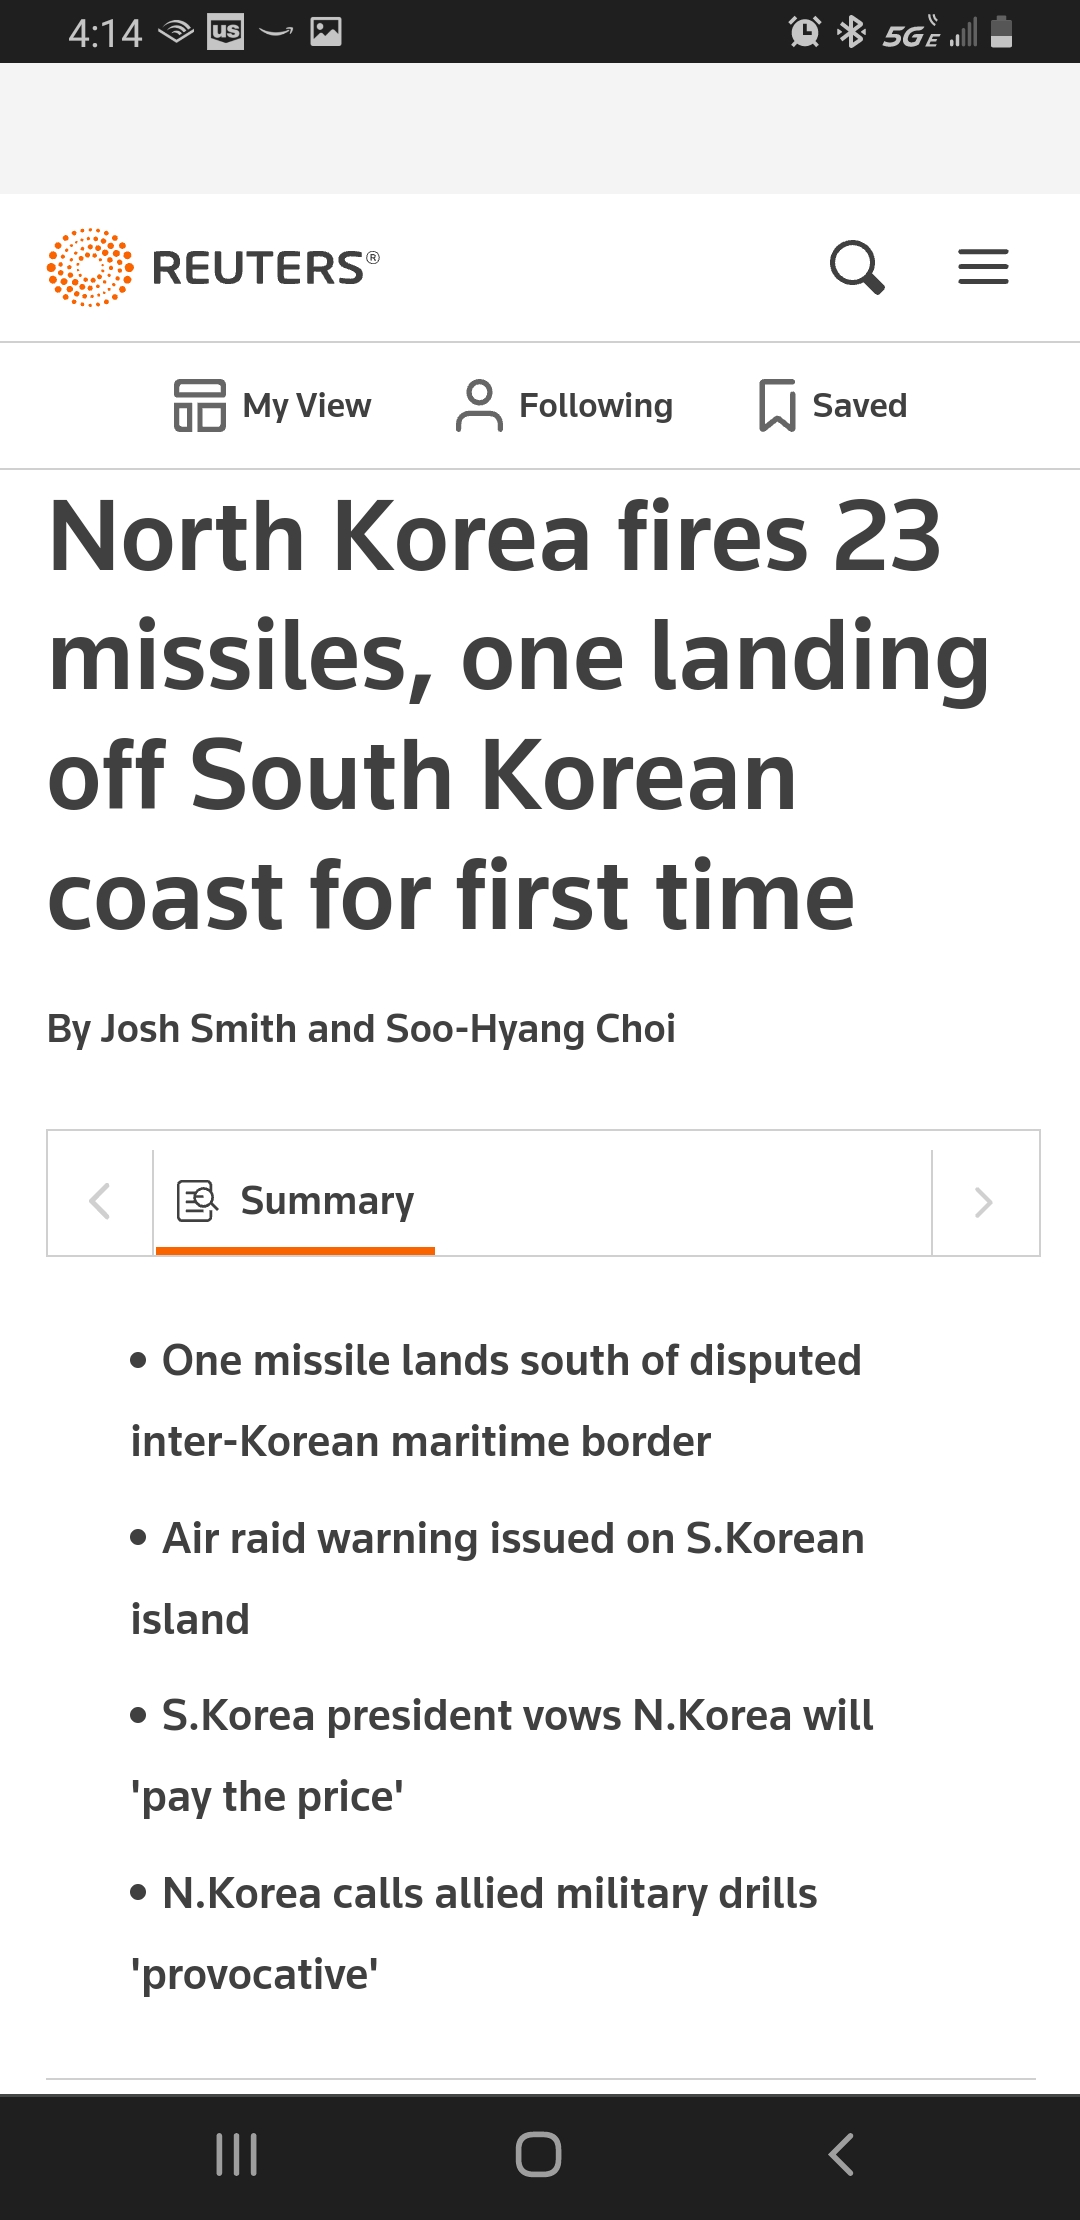 4:14 us 5GE
REUTERS®
My View Following Saved
North Korea fires 23
missiles, one landing
off South Korean
coast for first time
By Josh Smith and Soo-Hyang Choi
Summary
• One missile lands south of disputed
inter-Korean maritime border
• Air raid warning issued on S.Korean
island
• S.Korea president vows N.Korea will
'pay the price'
• N.Korea calls allied military drills
'provocative'